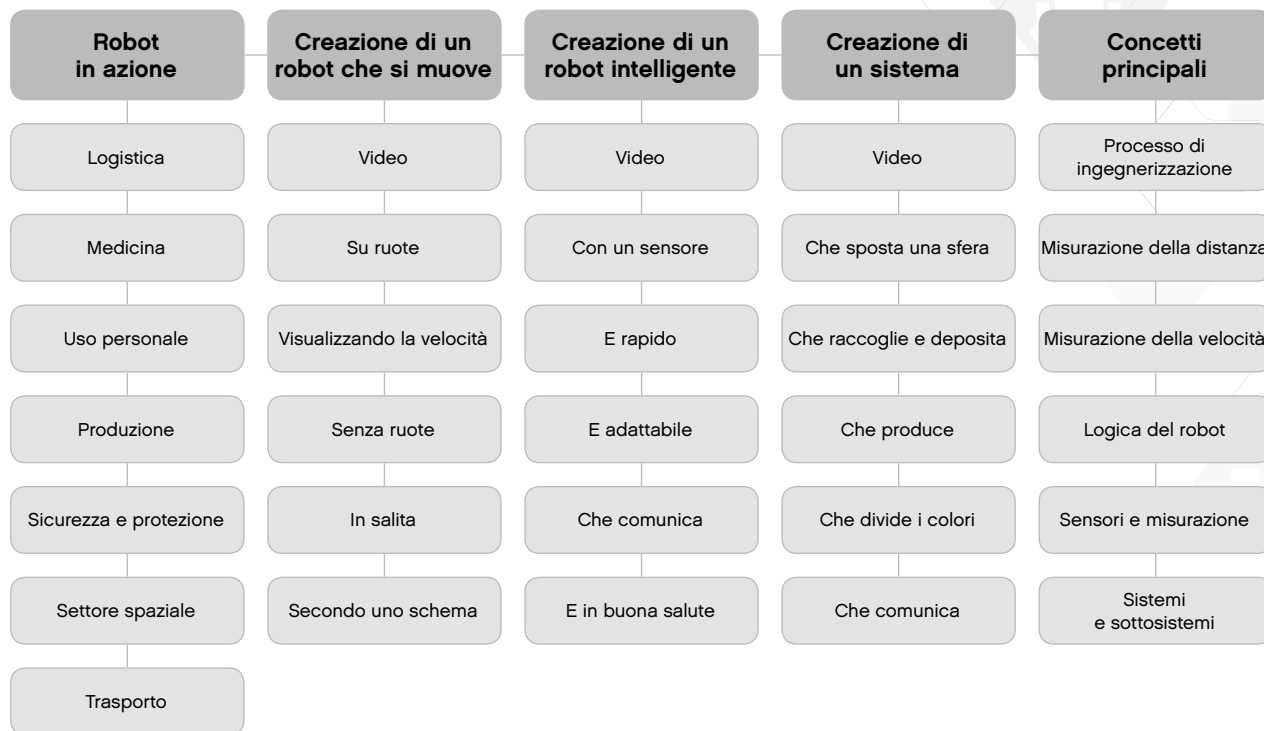 Robot
in azione
Logistica
Medicina
Uso personale
Produzione
Sicurezza e protezione
Settore spaziale
Trasporto
Creazione di un
robot che si muove
Video
Su ruote
Visualizzando la velocità
Senza ruote
In salita
Secondo uno schema
Creazione di un
robot intelligente
Video
Con un sensore
E rapido
E adattabile
Che comunica
E in buona salute
Creazione di
un sistema
Video
Che sposta una sfera
Che raccoglie e deposita
Che produce
Che divide i colori
Che comunica
Concetti
principali
Processo di
ingegnerizzazione
Misurazione della distanza
Misurazione della velocità
Logica del robot
Sensori e misurazione
Sistemi
e sottosistemi